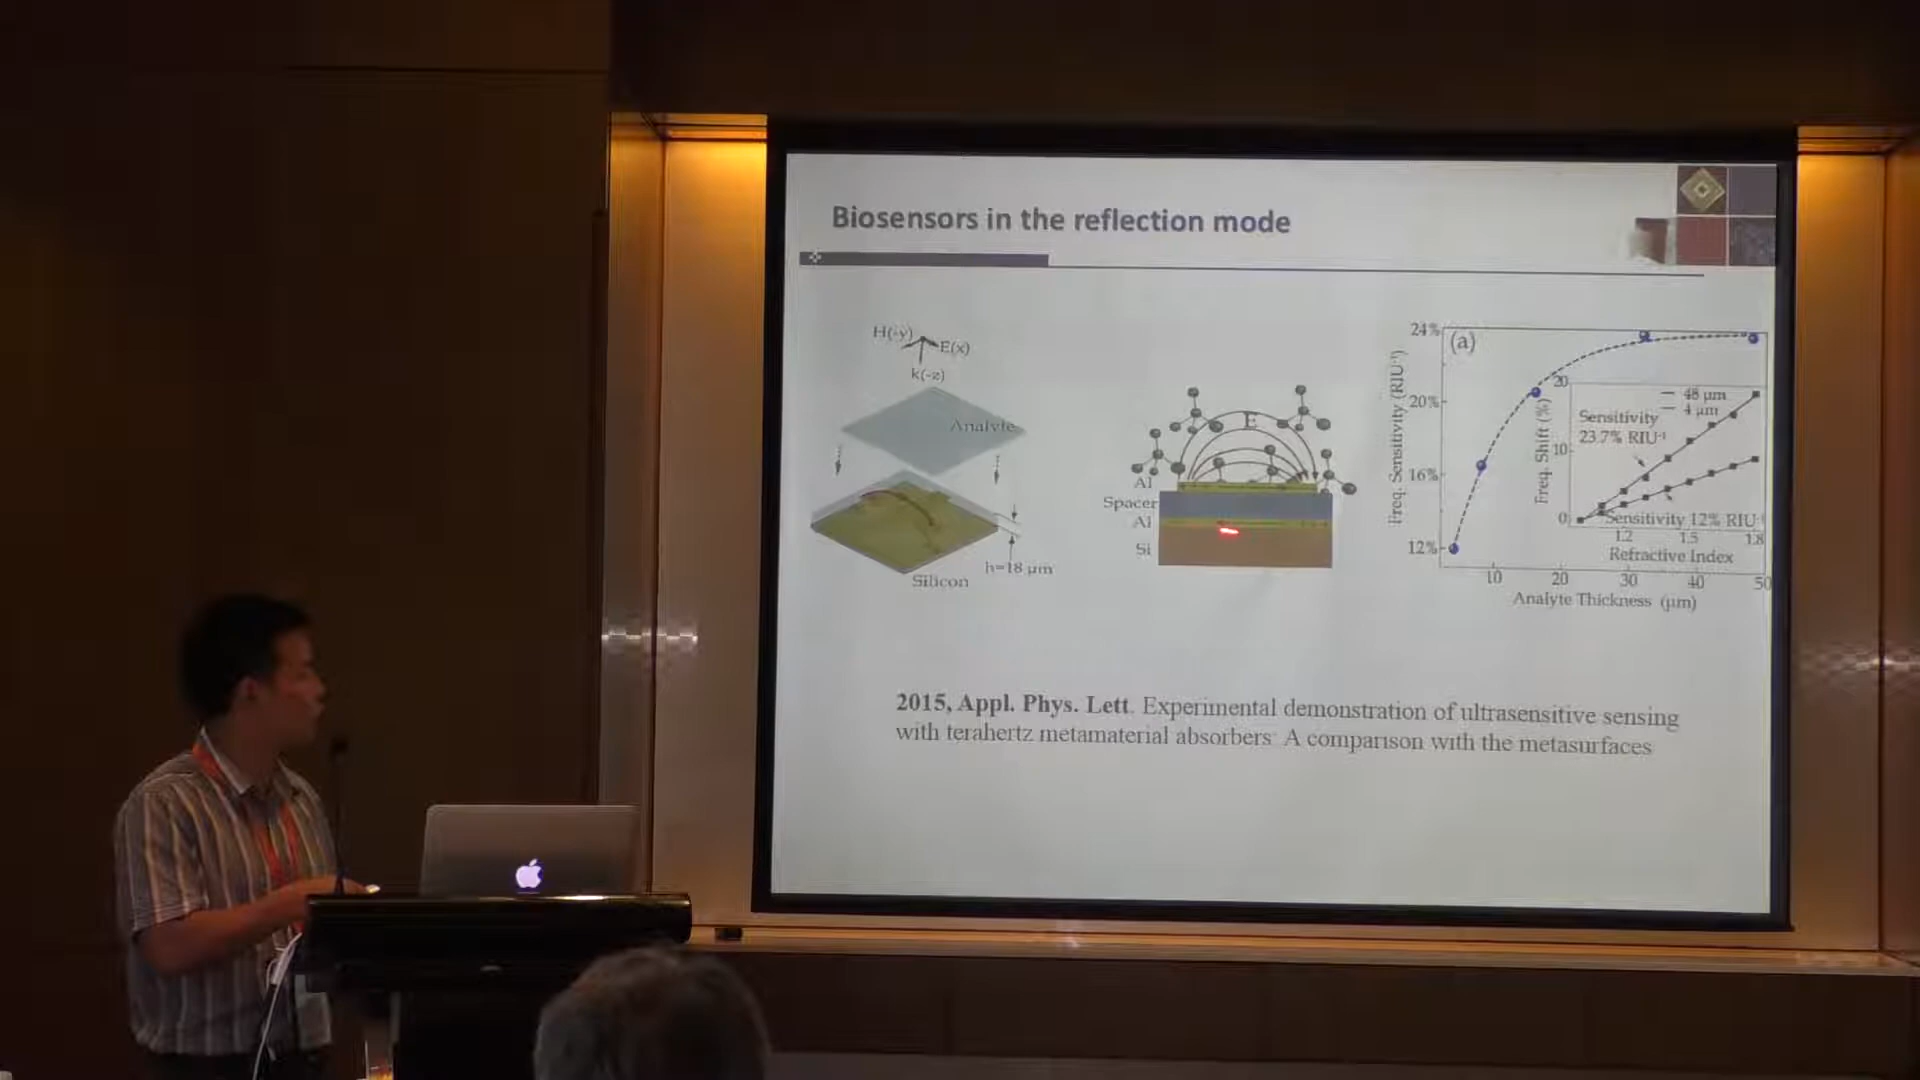 Biosensors in the reflection mode
H(-y)
E(x)
k(-z)
Analyte
h=18 μm
Silicon
E
Al
Spacer
Al
Si
(a)
24%
20%
16%
12%
Freq. Sensitivity (RIU⁻¹)
10
20
30
40
50
Analyte Thickness (μm)
20
10
0
Freq. Shift (%)
48 μm
4 μm
Sensitivity
23.7% RIU⁻¹
Sensitivity 12% RIU⁻¹
1.2
1.5
1.8
Refractive Index
2015, Appl. Phys. Lett. Experimental demonstration of ultrasensitive sensing
with terahertz metamaterial absorbers: A comparison with the metasurfaces